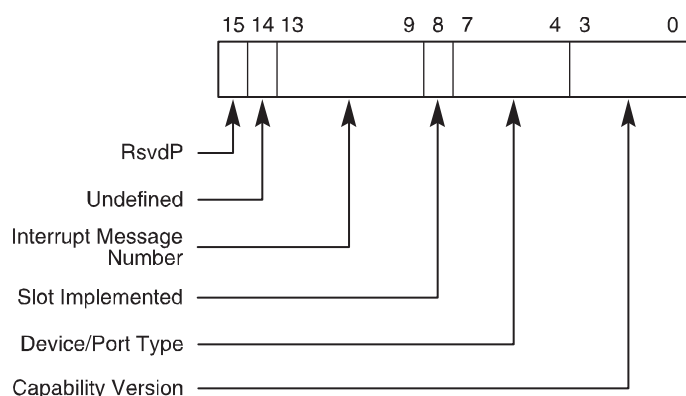 15 14 13 9 8 7 4 3 0
RsvdP
Undefined
Interrupt Message
Number
Slot Implemented
Device/Port Type
Capability Version